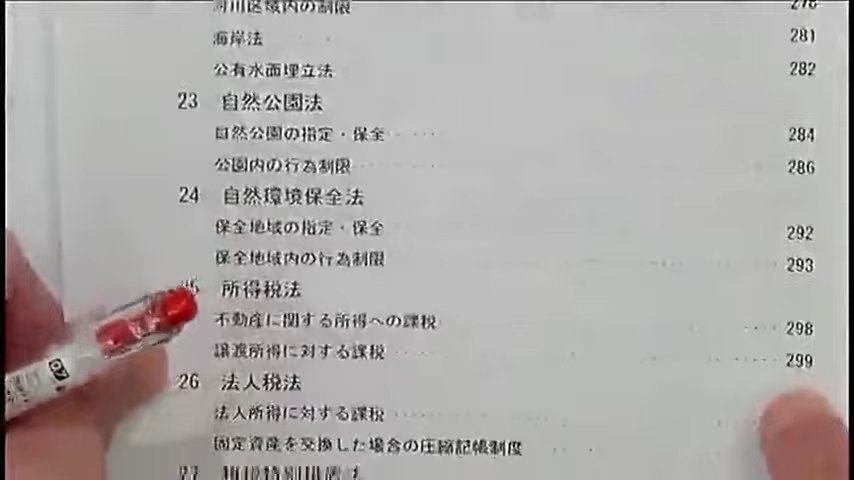 河川区域内の制限 278
海岸法 281
公有水面埋立法 282
23 自然公園法
自然公園の指定・保全 284
公園内の行為制限 286
24 自然環境保全法
保全地域の指定・保全 292
保全地域内の行為制限 293
所得税法
不動産に関する所得への課税 298
譲渡所得に対する課税 299
26 法人税法
法人所得に対する課税
固定資産を交換した場合の圧縮記帳制度
27
07